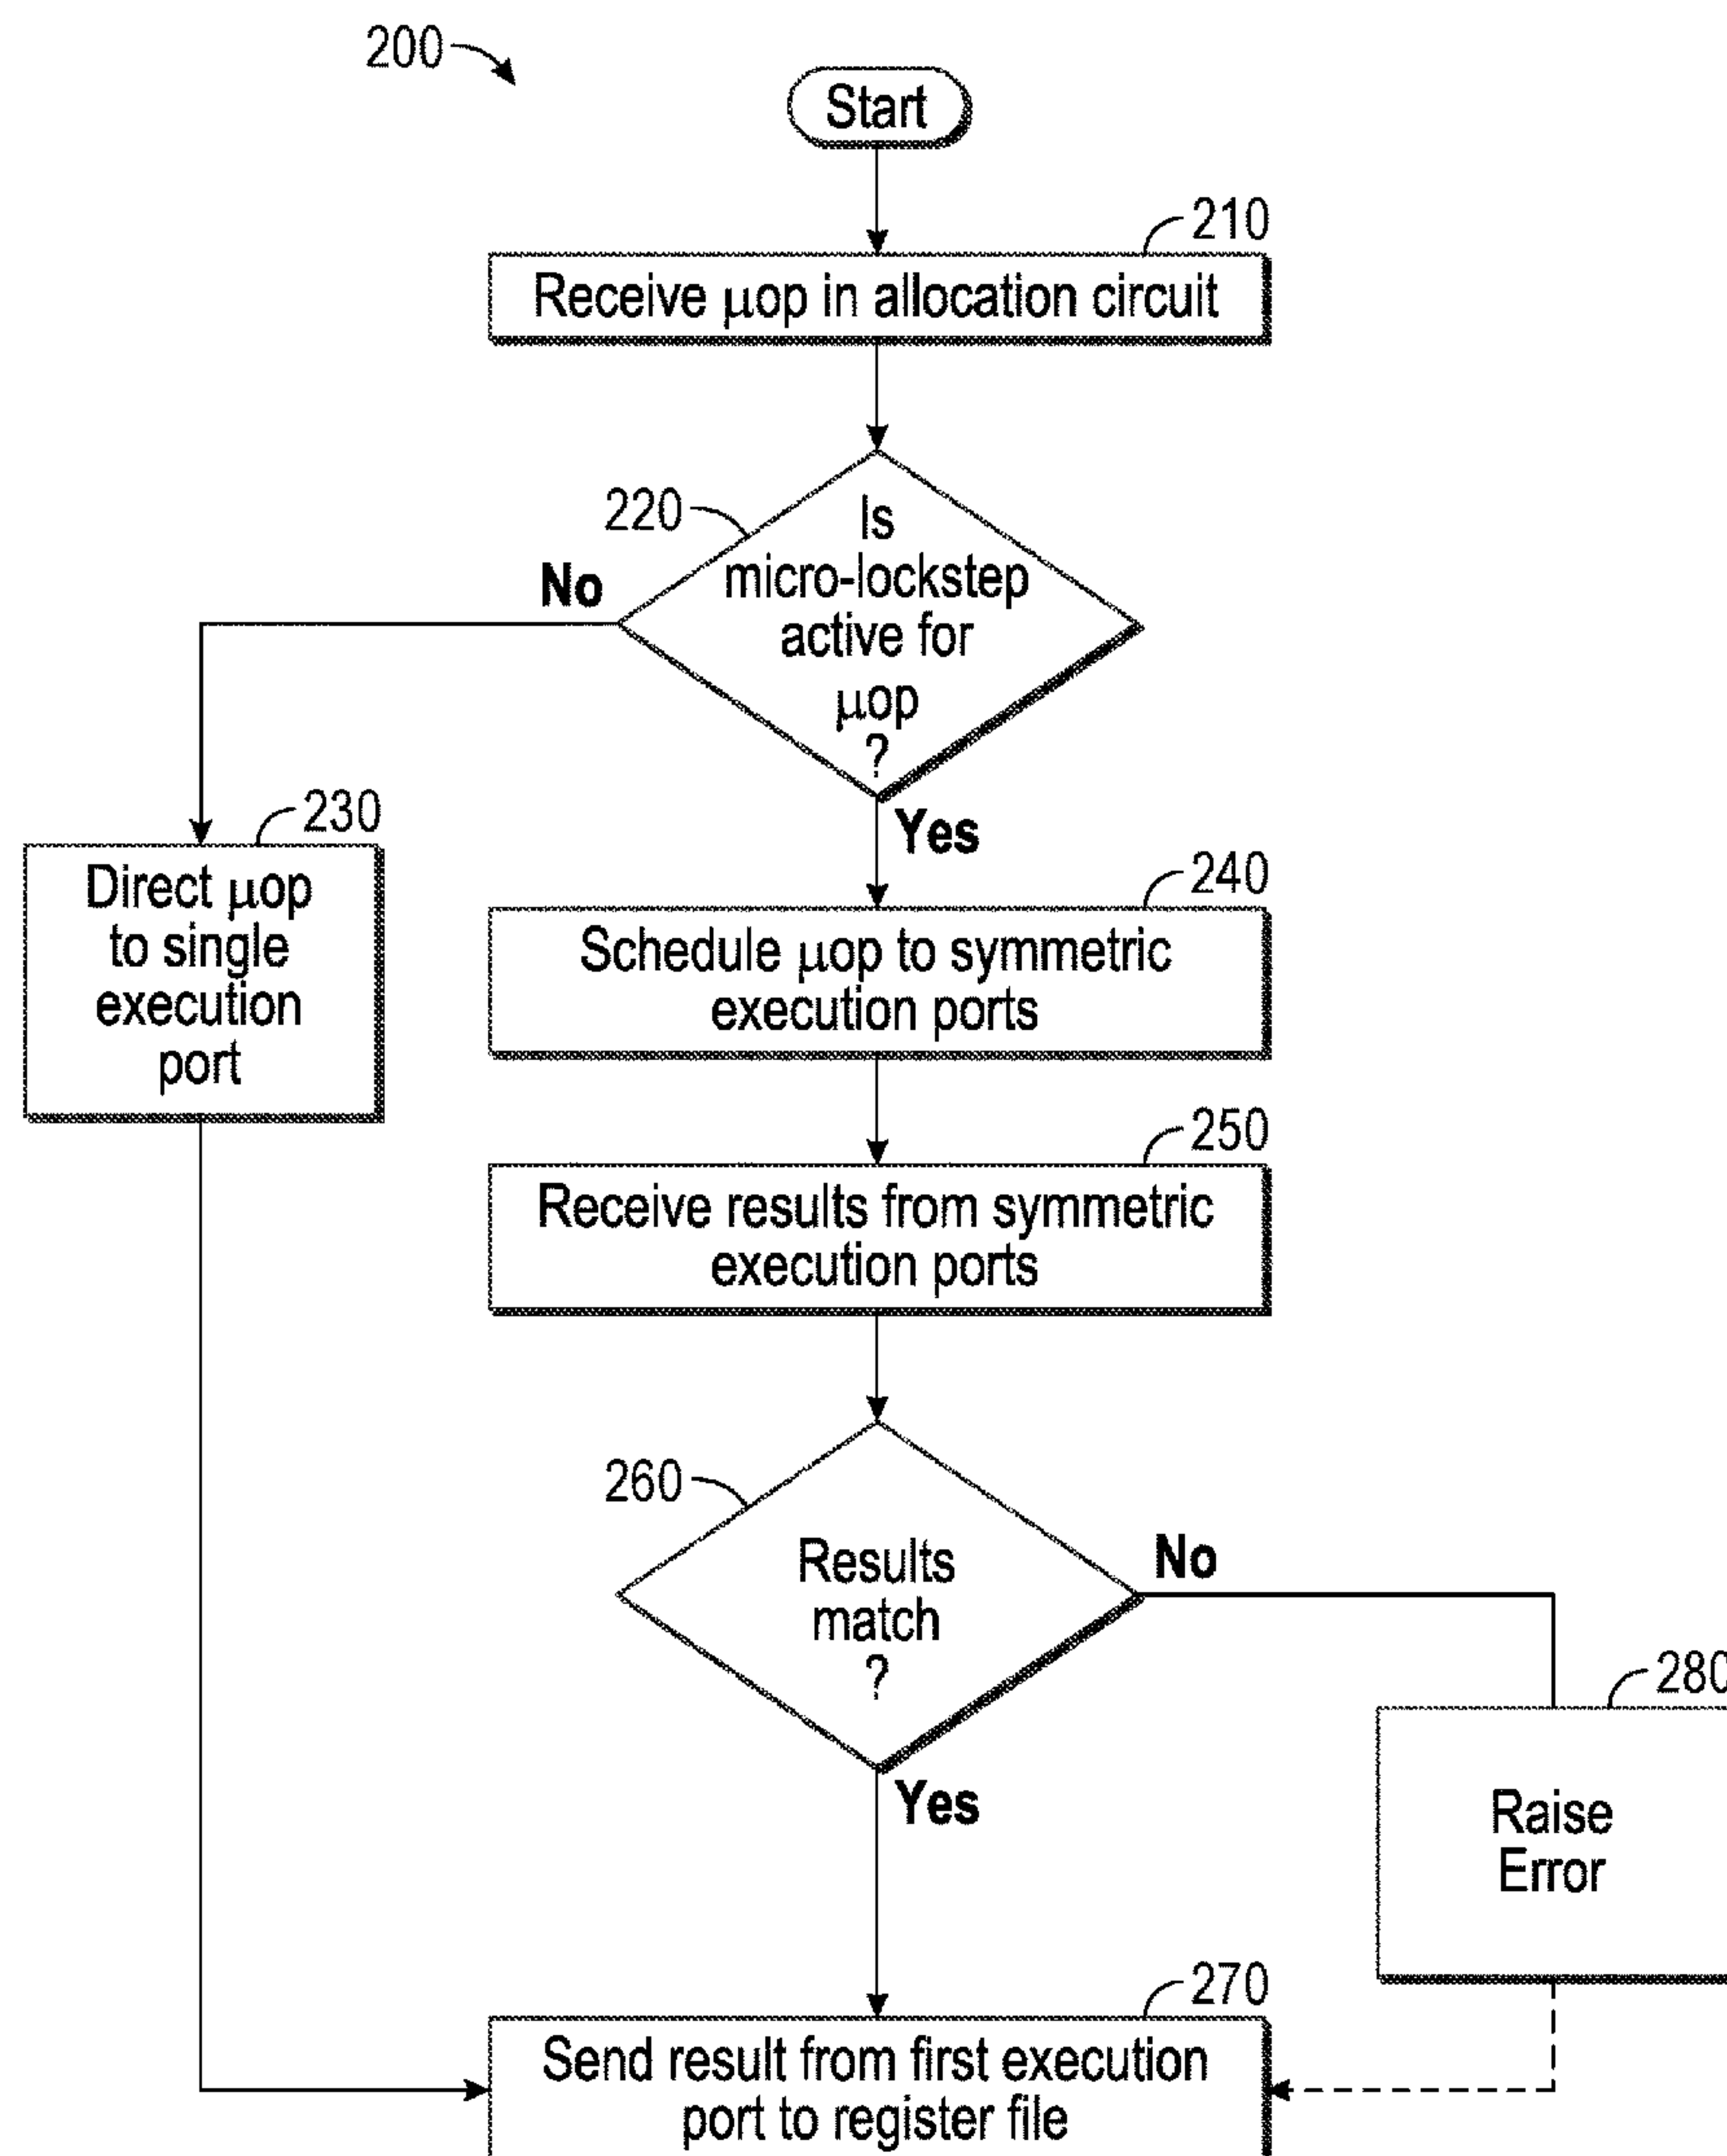 200
Start
210
Receive μop in allocation circuit
220
Is
micro-lockstep
active for
μop
?
No
Yes
230
Direct μop
to single
execution
port
240
Schedule μop to symmetric
execution ports
250
Receive results from symmetric
execution ports
260
Results
match
?
No
Yes
280
Raise
Error
270
Send result from first execution
port to register file